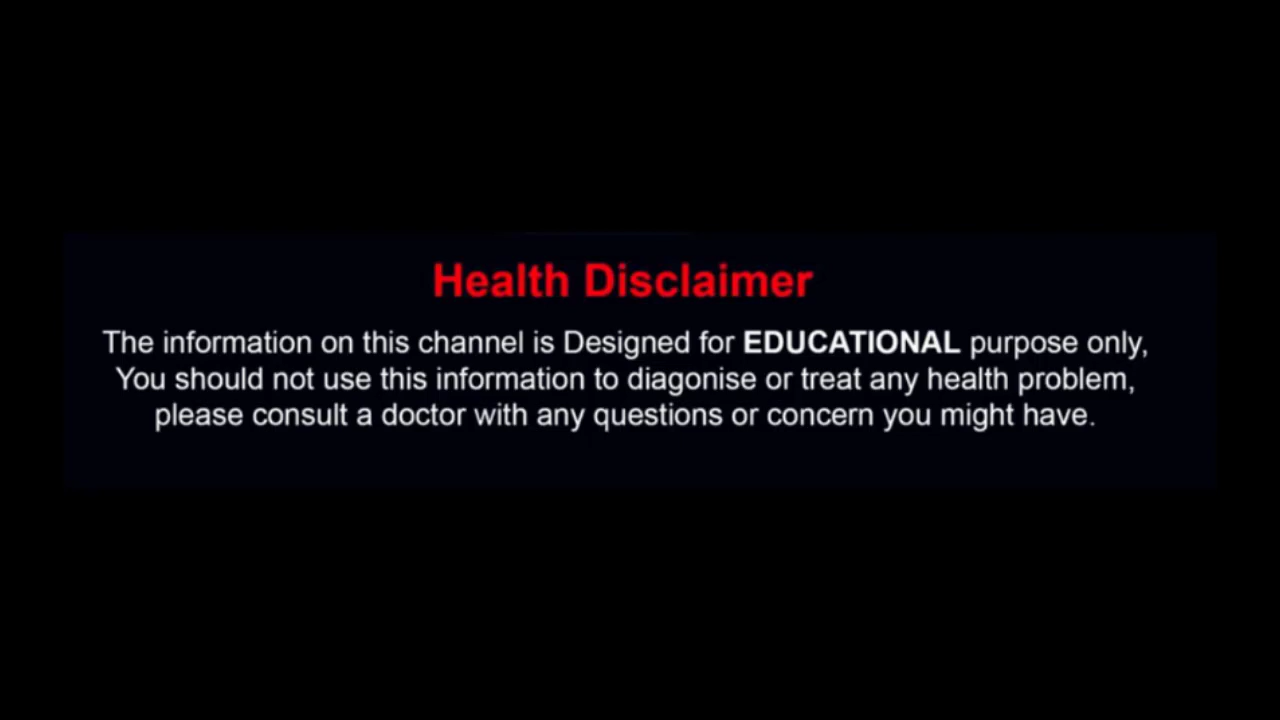 Health Disclaimer
The information on this channel is Designed for EDUCATIONAL purpose only,
You should not use this information to diagonise or treat any health problem,
please consult a doctor with any questions or concern you might have.